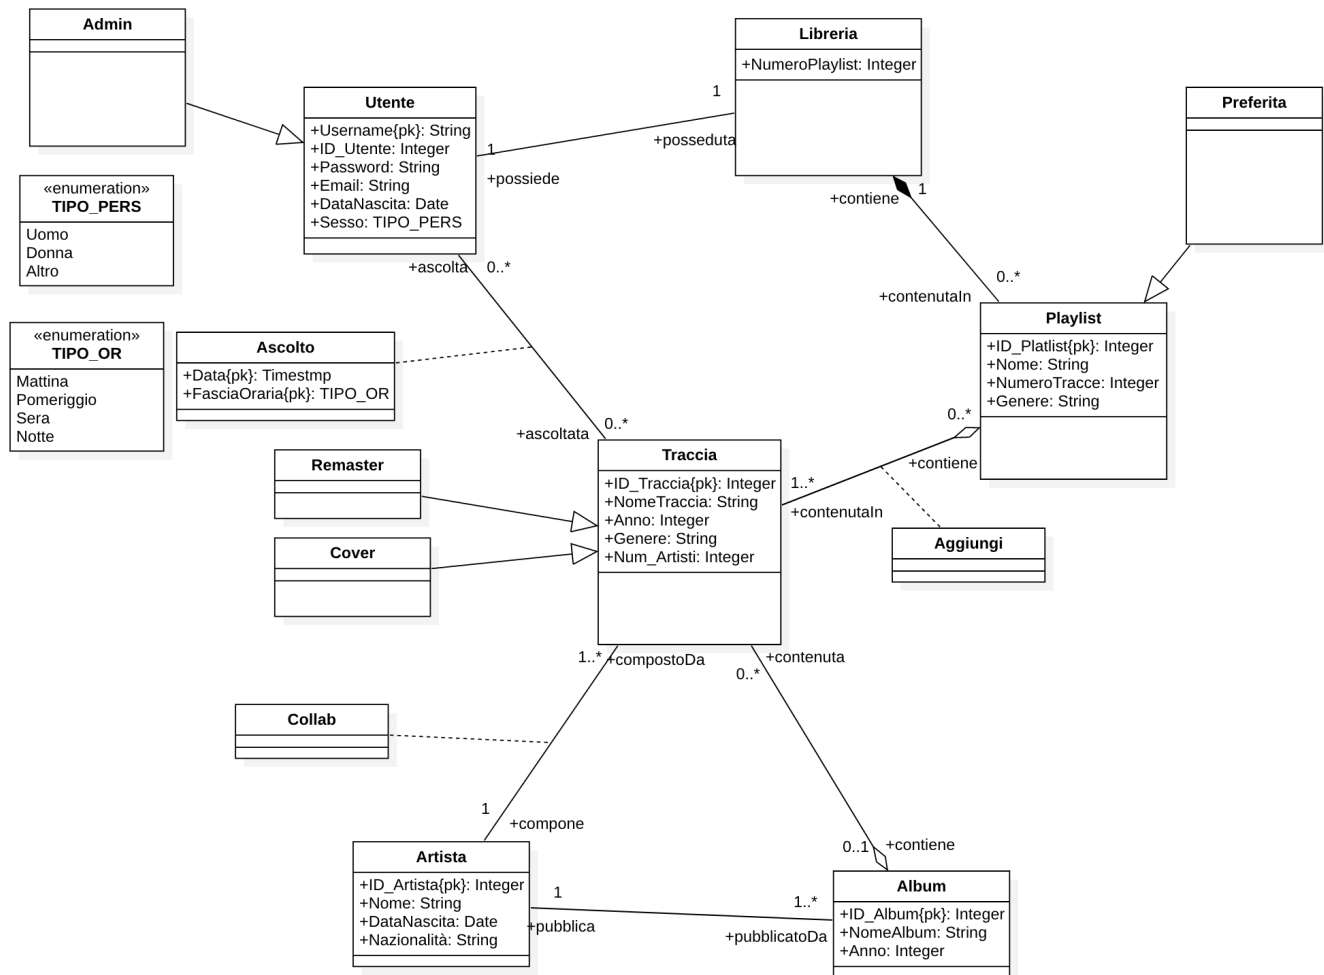 Admin
Libreria
+NumeroPlaylist: Integer
Utente
+Username{pk}: String
+ID_Utente: Integer
+Password: String
+Email: String
+DataNascita: Date
+Sesso: TIPO_PERS
1
+possiede
1
+posseduta
Preferita
«enumeration»
TIPO_PERS
Uomo
Donna
Altro
+contiene
1
0..*
+contenutaIn
+ascolta
0..*
Playlist
+ID_Platlist{pk}: Integer
+Nome: String
+NumeroTracce: Integer
+Genere: String
«enumeration»
TIPO_OR
Mattina
Pomeriggio
Sera
Notte
Ascolto
+Data{pk}: Timestmp
+FasciaOraria{pk}: TIPO_OR
0..*
+ascoltata
0..*
+contiene
1..*
+contenutaIn
Traccia
+ID_Traccia{pk}: Integer
+NomeTraccia: String
+Anno: Integer
+Genere: String
+Num_Artisti: Integer
Remaster
Cover
Aggiungi
1..*
+compostoDa
+contenuta
0..*
Collab
1
+compone
0..1
+contiene
Artista
+ID_Artista{pk}: Integer
+Nome: String
+DataNascita: Date
+Nazionalità: String
1
+pubblica
1..*
+pubblicatoDa
Album
+ID_Album{pk}: Integer
+NomeAlbum: String
+Anno: Integer